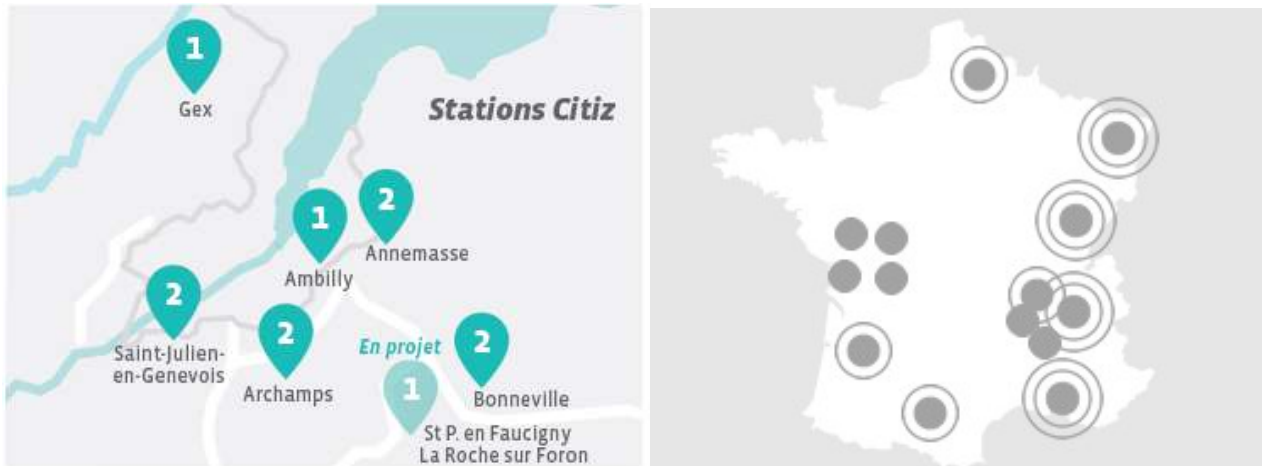 1
Gex
Stations Citiz
2
Annemasse
1
Ambilly
2
Saint-Julien-
en-Genevois
2
Archamps
En projet
1
St P. en Faucigny
La Roche sur Foron
2
Bonneville